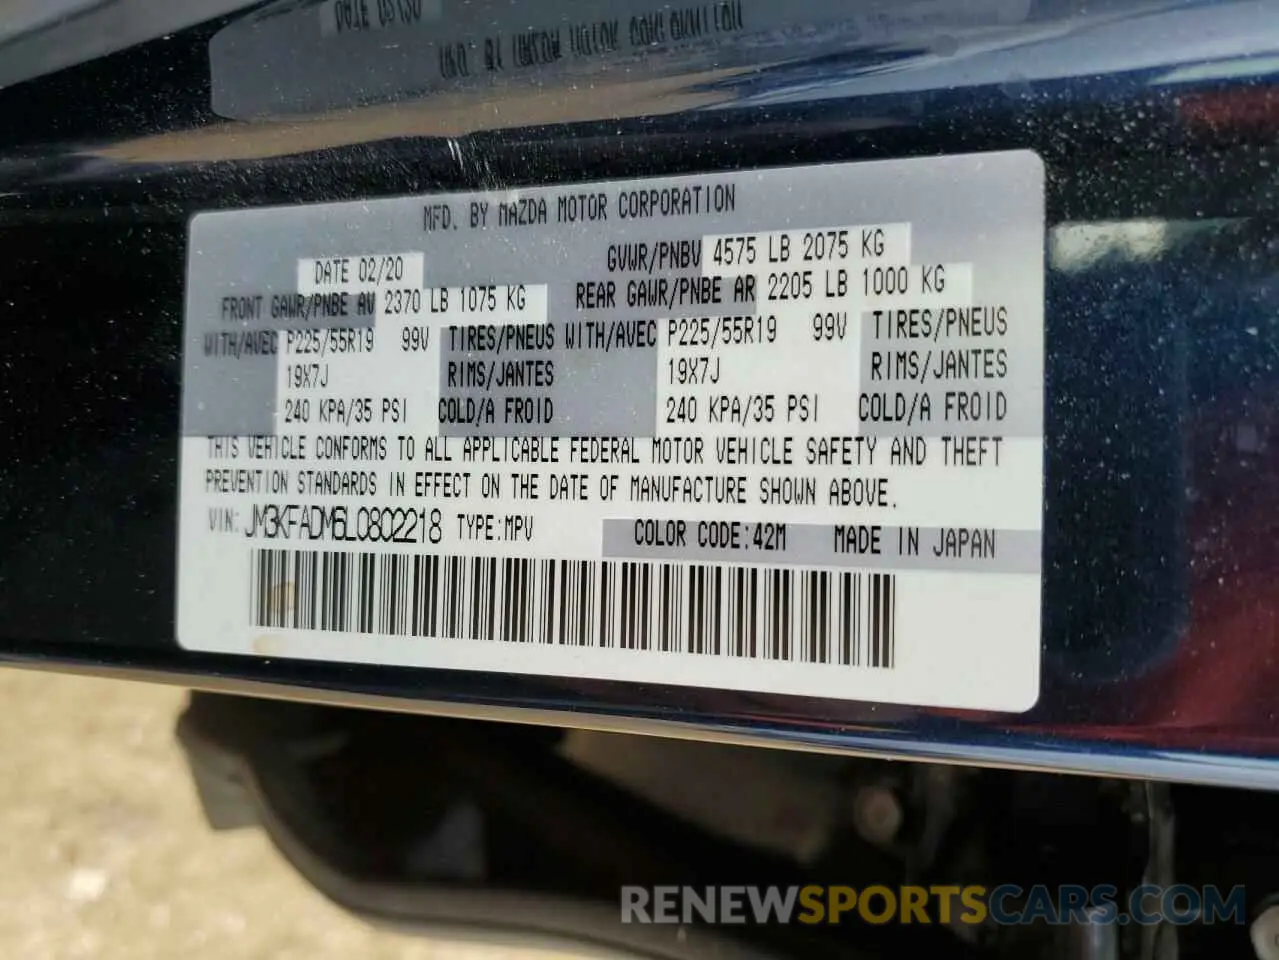 MFD. BY MAZDA MOTOR CORPORATION
DATE 02/20 GVWR/PNBV 4575 LB 2075 KG
FRONT GAWR/PNBE AV 2370 LB 1075 KG REAR GAWR/PNBE AR 2205 LB 1000 KG
WITH/AVEC P225/55R19 99V TIRES/PNEUS WITH/AVEC P225/55R19 99V TIRES/PNEUS
19X7J RIMS/JANTES 19X7J RIMS/JANTES
240 KPA/35 PSI COLD/A FROID 240 KPA/35 PSI COLD/A FROID
THIS VEHICLE CONFORMS TO ALL APPLICABLE FEDERAL MOTOR VEHICLE SAFETY AND THEFT
PREVENTION STANDARDS IN EFFECT ON THE DATE OF MANUFACTURE SHOWN ABOVE.
VIN: JM3KFADM6L0802218 TYPE:MPV COLOR CODE:42M MADE IN JAPAN
RENEWSPORTSCARS.COM